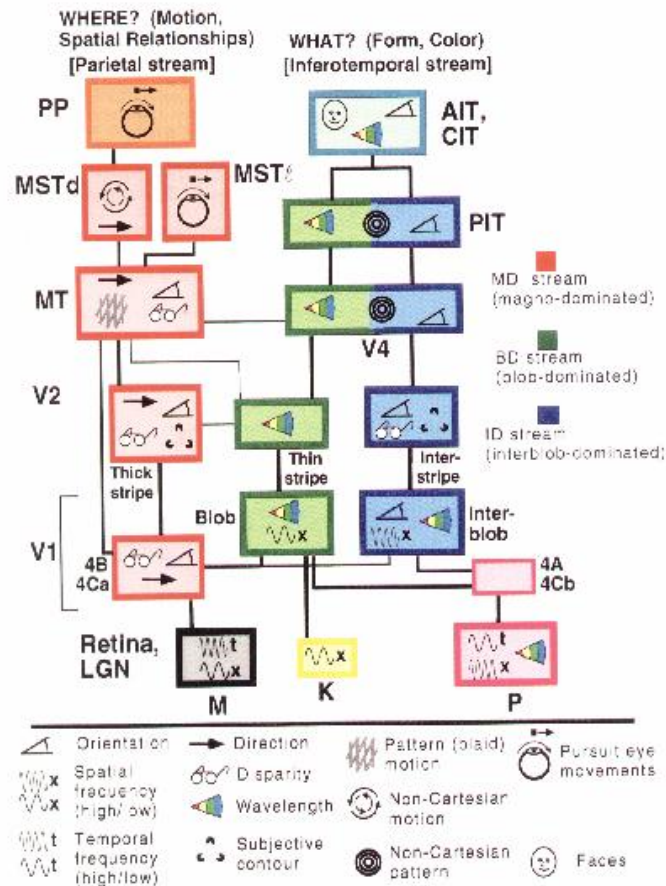 WHERE? (Motion,
Spatial Relationships)
[Parietal stream]
WHAT? (Form, Color)
[Inferotemporal stream]
PP
AIT,
CIT
MSTd
MSTℓ
PIT
MT
V4
MD stream
(magno-dominated)
BD stream
(blob-dominated)
ID stream
(interblob-dominated)
V2
Thick
stripe
Thin
stripe
Inter-
stripe
V1
Blob
x
Inter-
blob
x
4B
4Ca
4A
4Cb
Retina,
LGN
t
x
M
x
K
t
x
P
Orientation
Direction
Pattern (plaid)
motion
Pursuit eye
movements
x
x
Spatial
frequency
(high/low)
Disparity
Wavelength
Non-Cartesian
motion
t
t
Temporal
frequency
(high/low)
Subjective
contour
Non-Cartesian
pattern
Faces